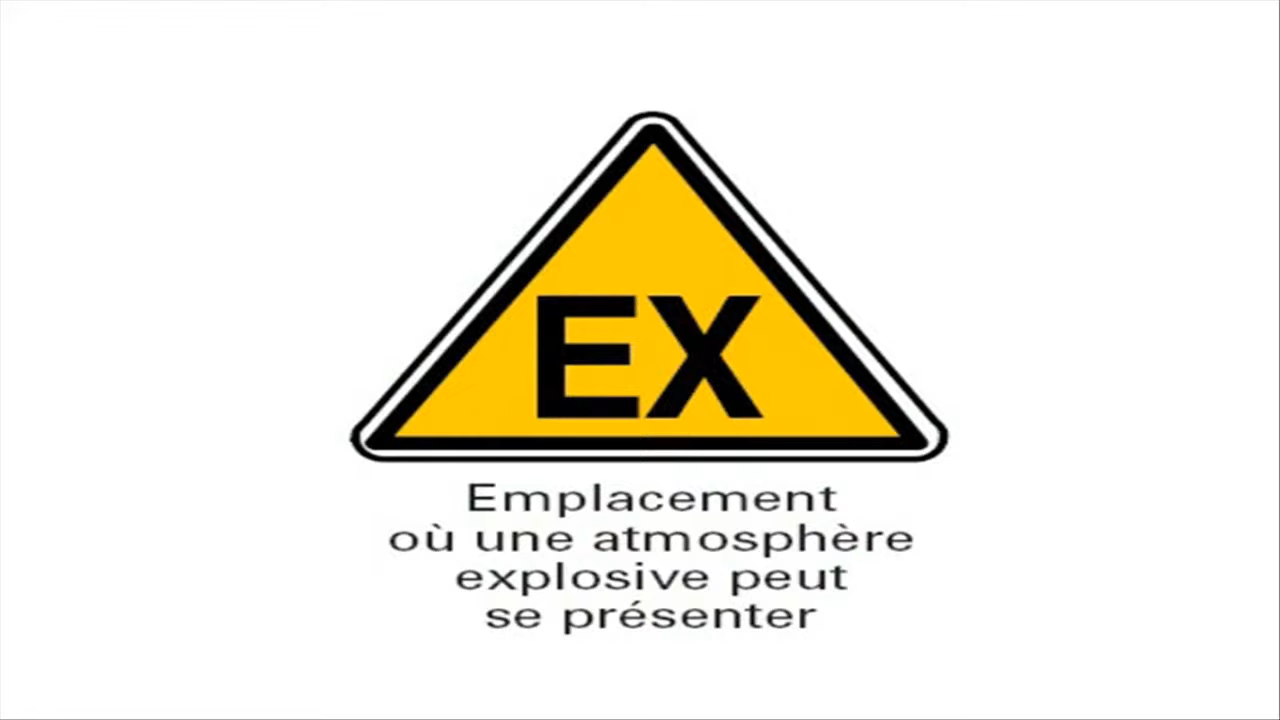 EX
Emplacement
où une atmosphère
explosive peut
se présenter